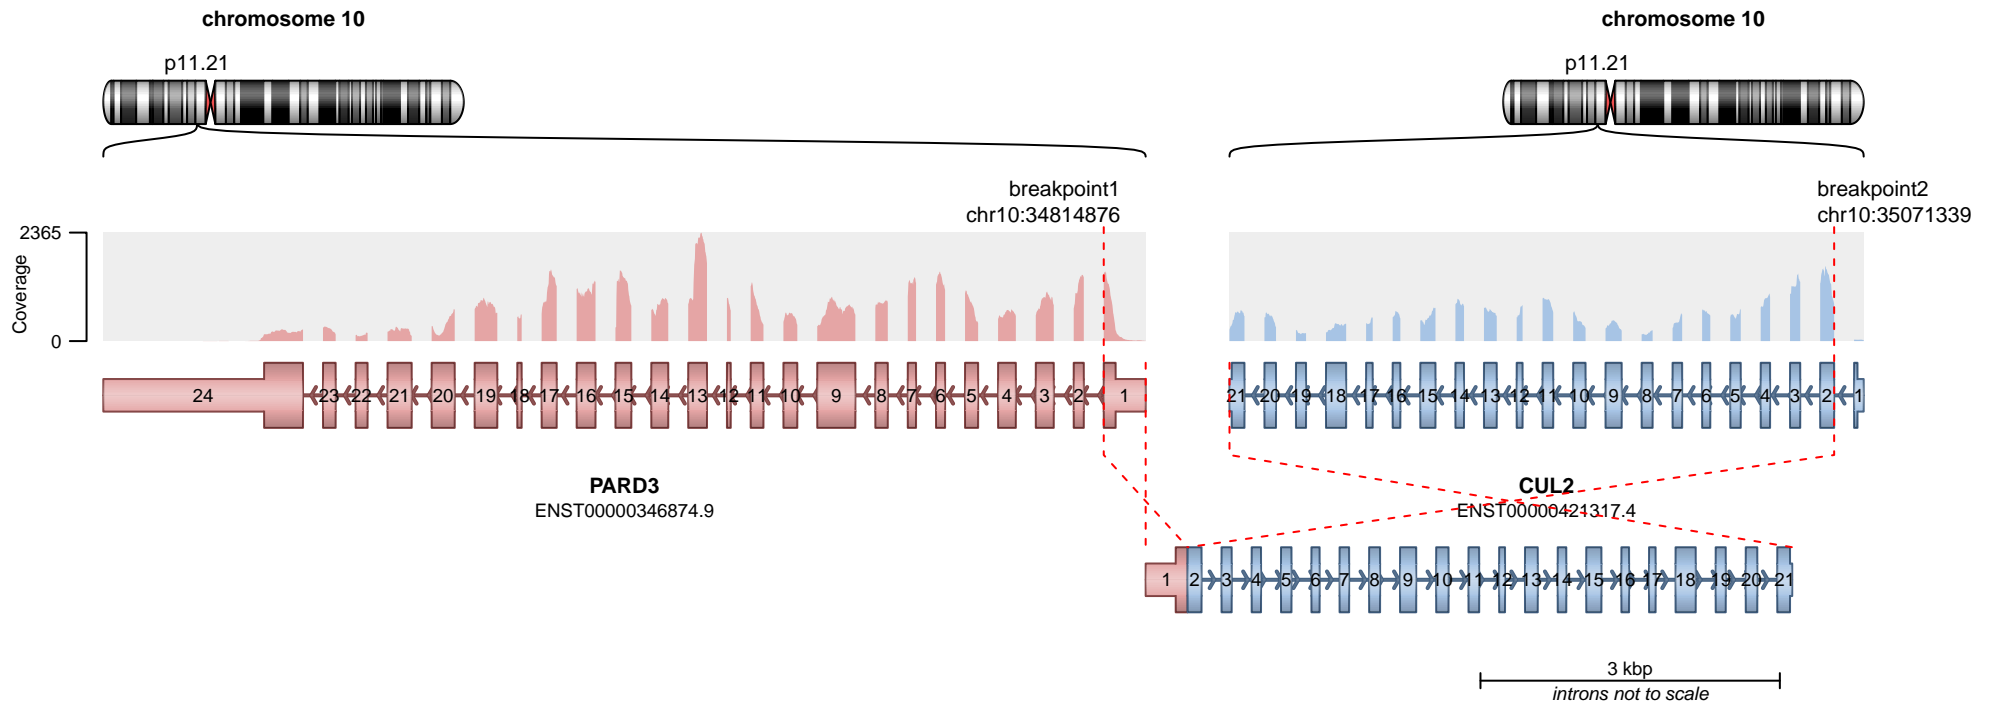 chromosome 10
chromosome 10
p11.21
p11.21
breakpoint1
chr10:34814876
breakpoint2
chr10:35071339
2365
Coverage
0
24 23 22 21 20 19 18 17 16 15 14 13 12 11 10 9 8 7 6 5 4 3 2 1
21 20 19 18 17 16 15 14 13 12 11 10 9 8 7 6 5 4 3 2 1
PARD3
ENST00000346874.9
CUL2
ENST00000421317.4
1 2 3 4 5 6 7 8 9 10 11 12 13 14 15 16 17 18 19 20 21
3 kbp
introns not to scale